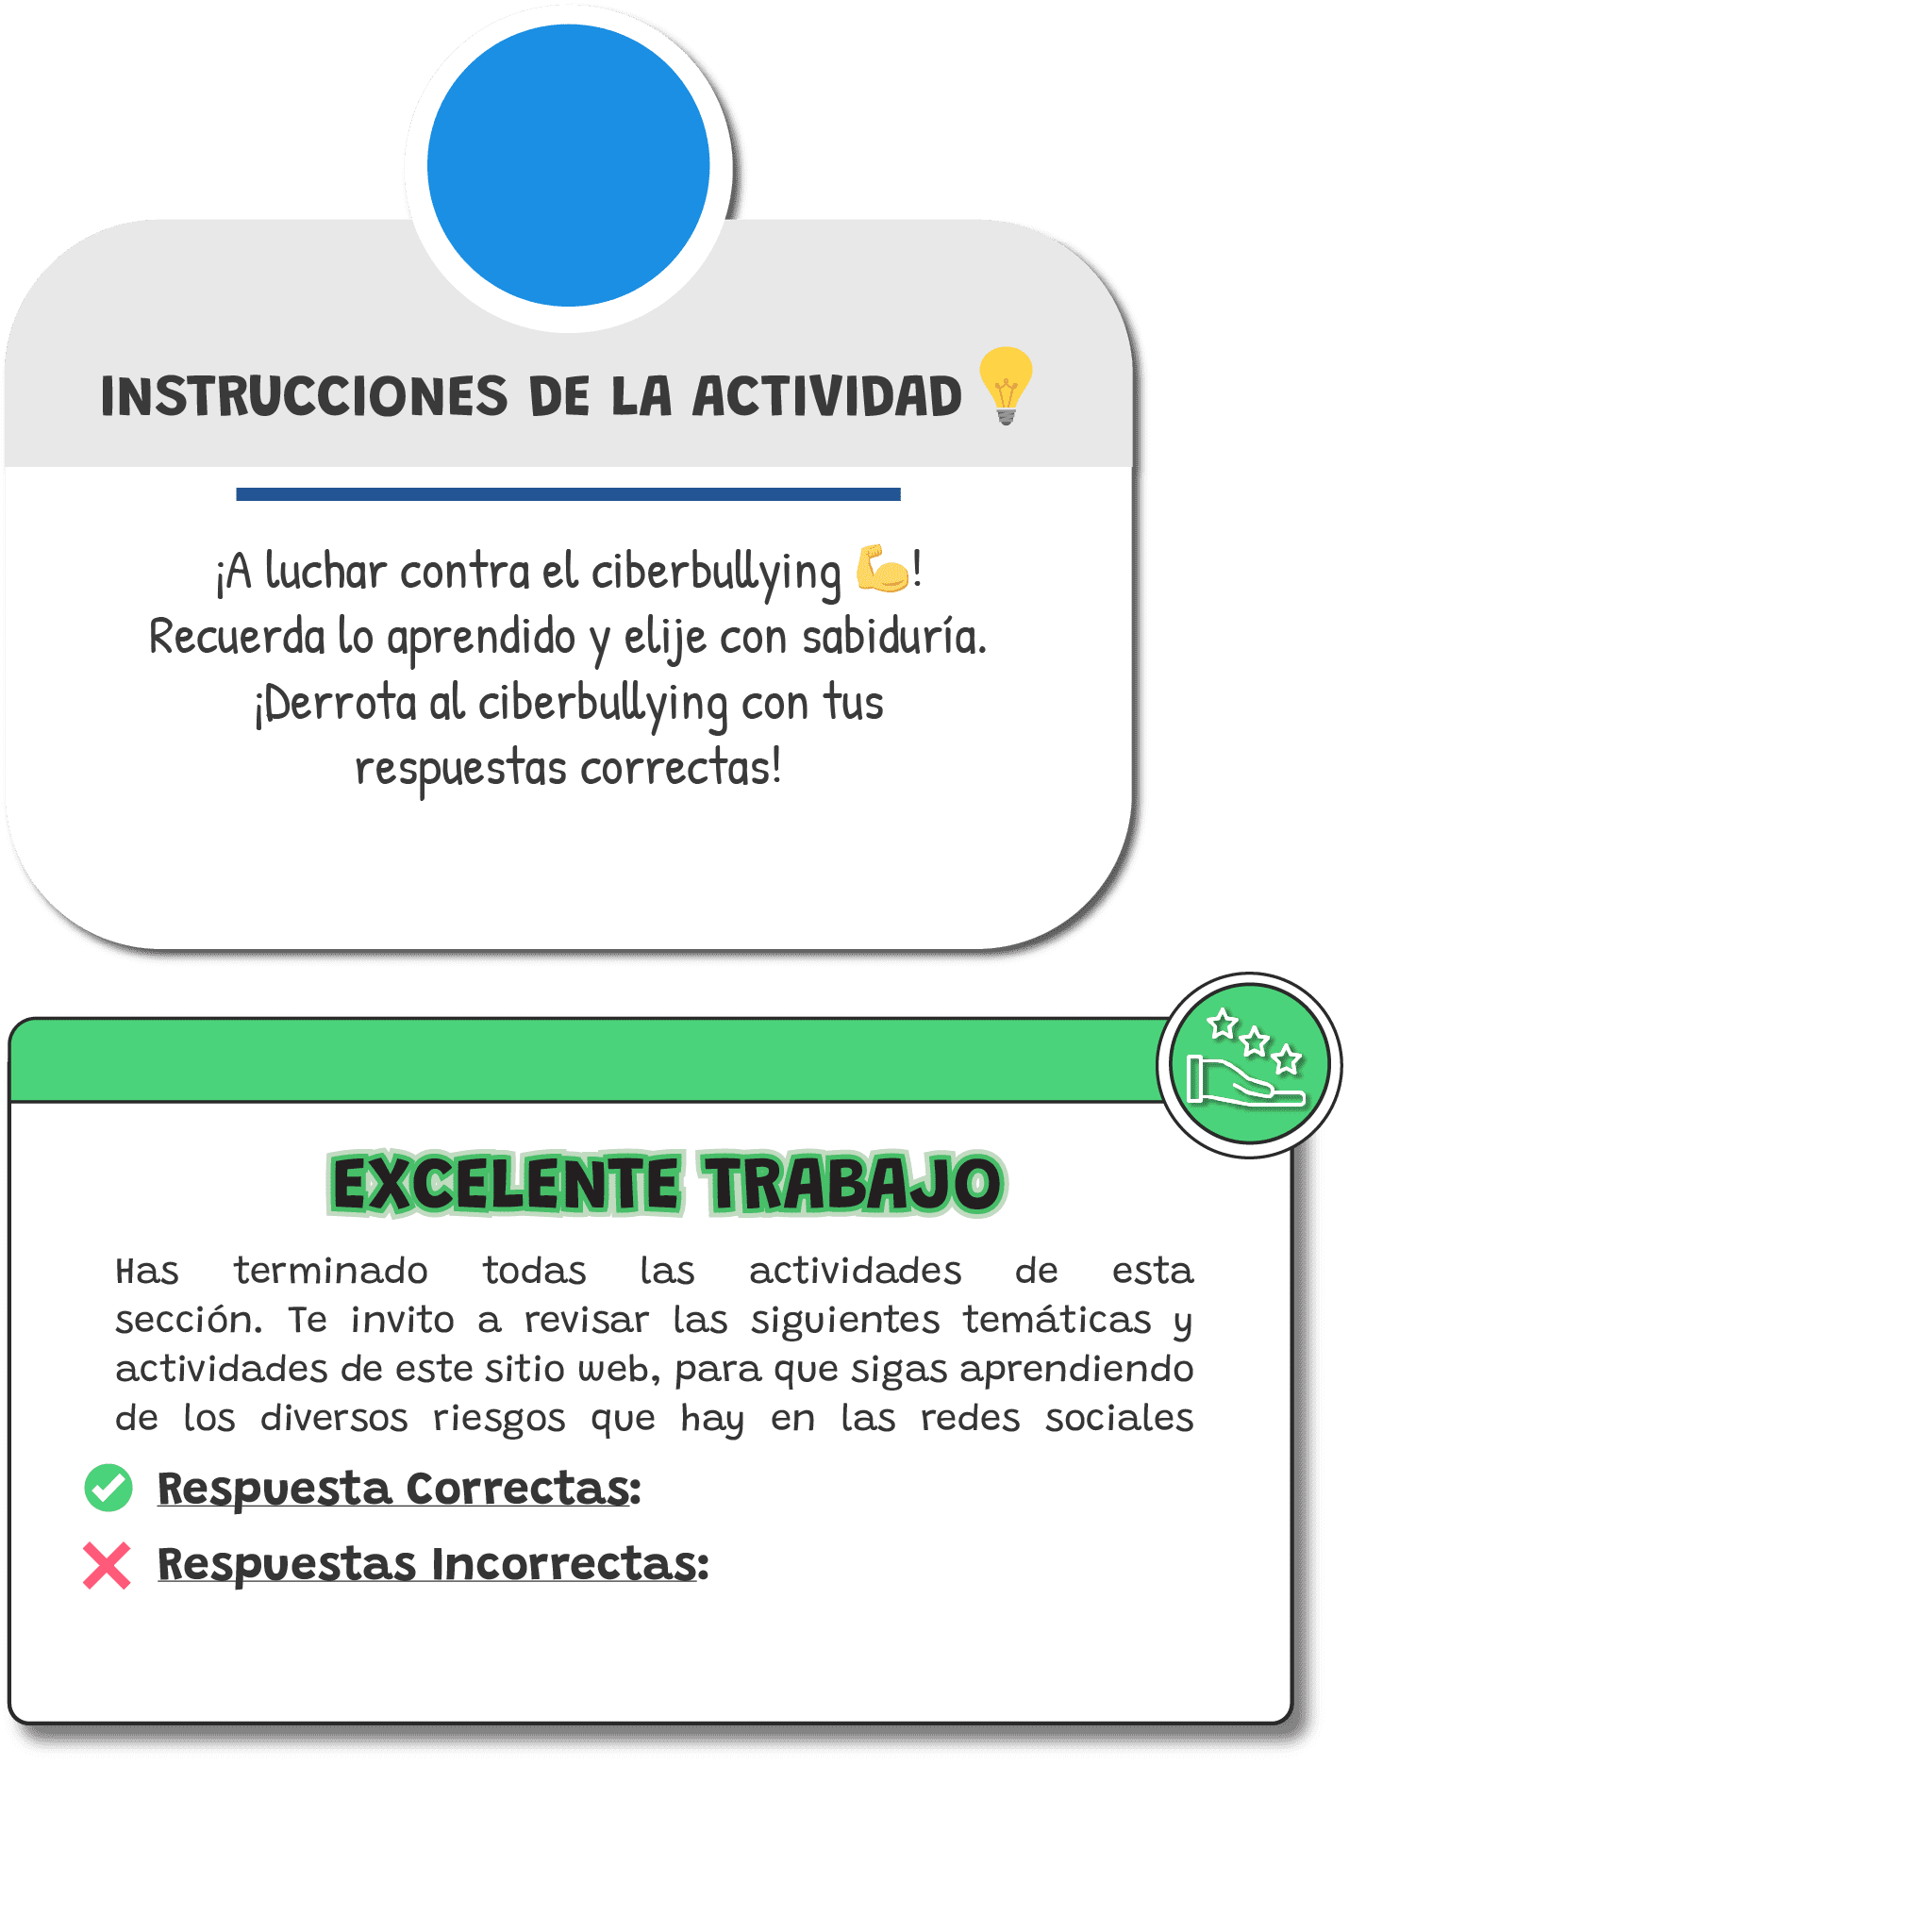 INSTRUCCIONES DE LA ACTIVIDAD
¡A luchar contra el ciberbullying 💪!
Recuerda lo aprendido y elije con sabiduría.
¡Derrota al ciberbullying con tus
respuestas correctas!
EXCELENTE TRABAJO
Has terminado todas las actividades de esta
sección. Te invito a revisar las siguientes temáticas y
actividades de este sitio web, para que sigas aprendiendo
de los diversos riesgos que hay en las redes sociales
Respuesta Correctas:
Respuestas Incorrectas: